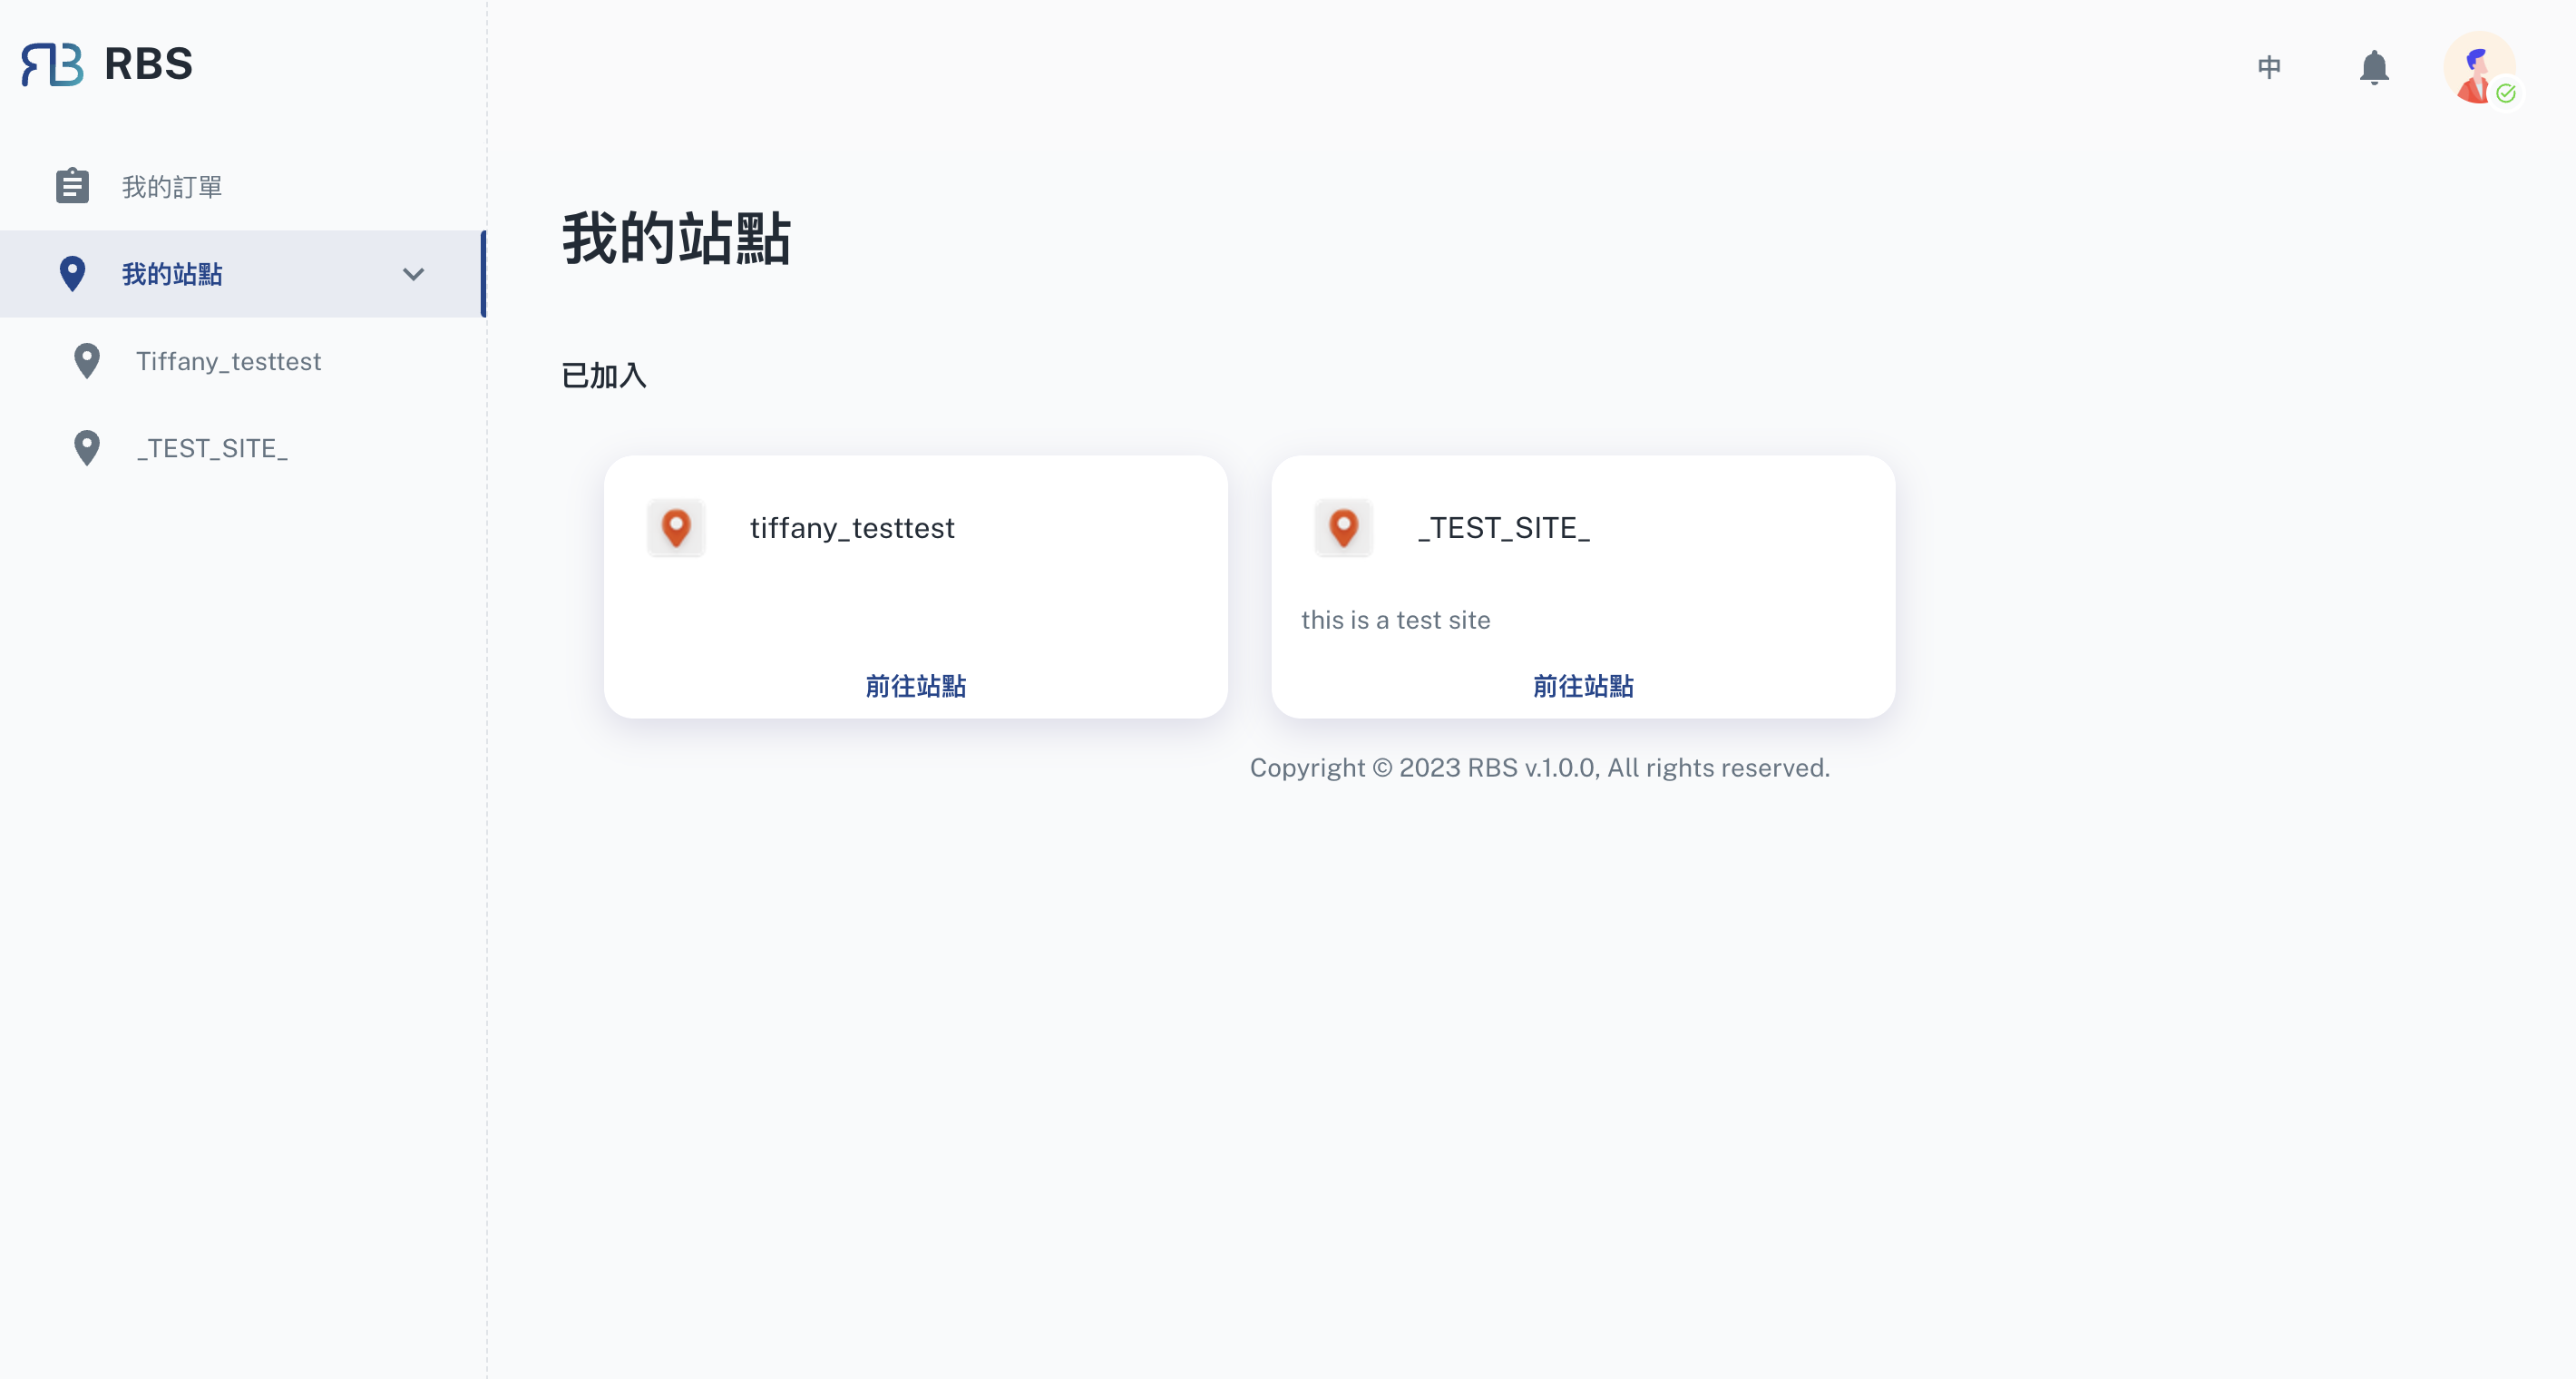 RBS
中
我的訂單
我的站點
Tiffany_testtest
_TEST_SITE_
我的站點
已加入
tiffany_testtest
前往站點
_TEST_SITE_
this is a test site
前往站點
Copyright © 2023 RBS v.1.0.0, All rights reserved.